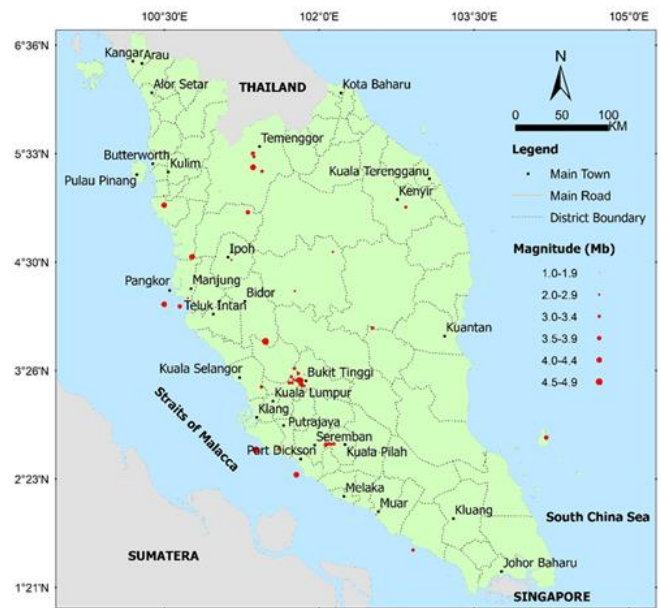 100°30'E 102°0'E 103°30'E 105°0'E
6°36'N
Kangar Arau
N
Alor Setar
THAILAND
Kota Baharu
100 50 0 100
KM
Temenggor
5°33'N
Legend
Butterworth
Kulim
Kuala Terengganu
Main Town
Pulau Pinang
Kenyir
Main Road
District Boundary
Magnitude (Mb)
4°30'N
Ipoh
1.0-1.9
Pangkor
Manjung
2.0-2.9
Bidor
3.0-3.4
Teluk Intan
Kuantan
3.5-3.9
4.0-4.4
3°26'N
Kuala Selangor
Bukit Tinggi
4.5-4.9
Kuala Lumpur
Klang
Putrajaya
Straits of Malacca
Seremban
Port Dickson
Kuala Pilah
2°23'N
Melaka
Muar
Kluang
South China Sea
SUMATERA
Johor Baharu
1°21'N
SINGAPORE